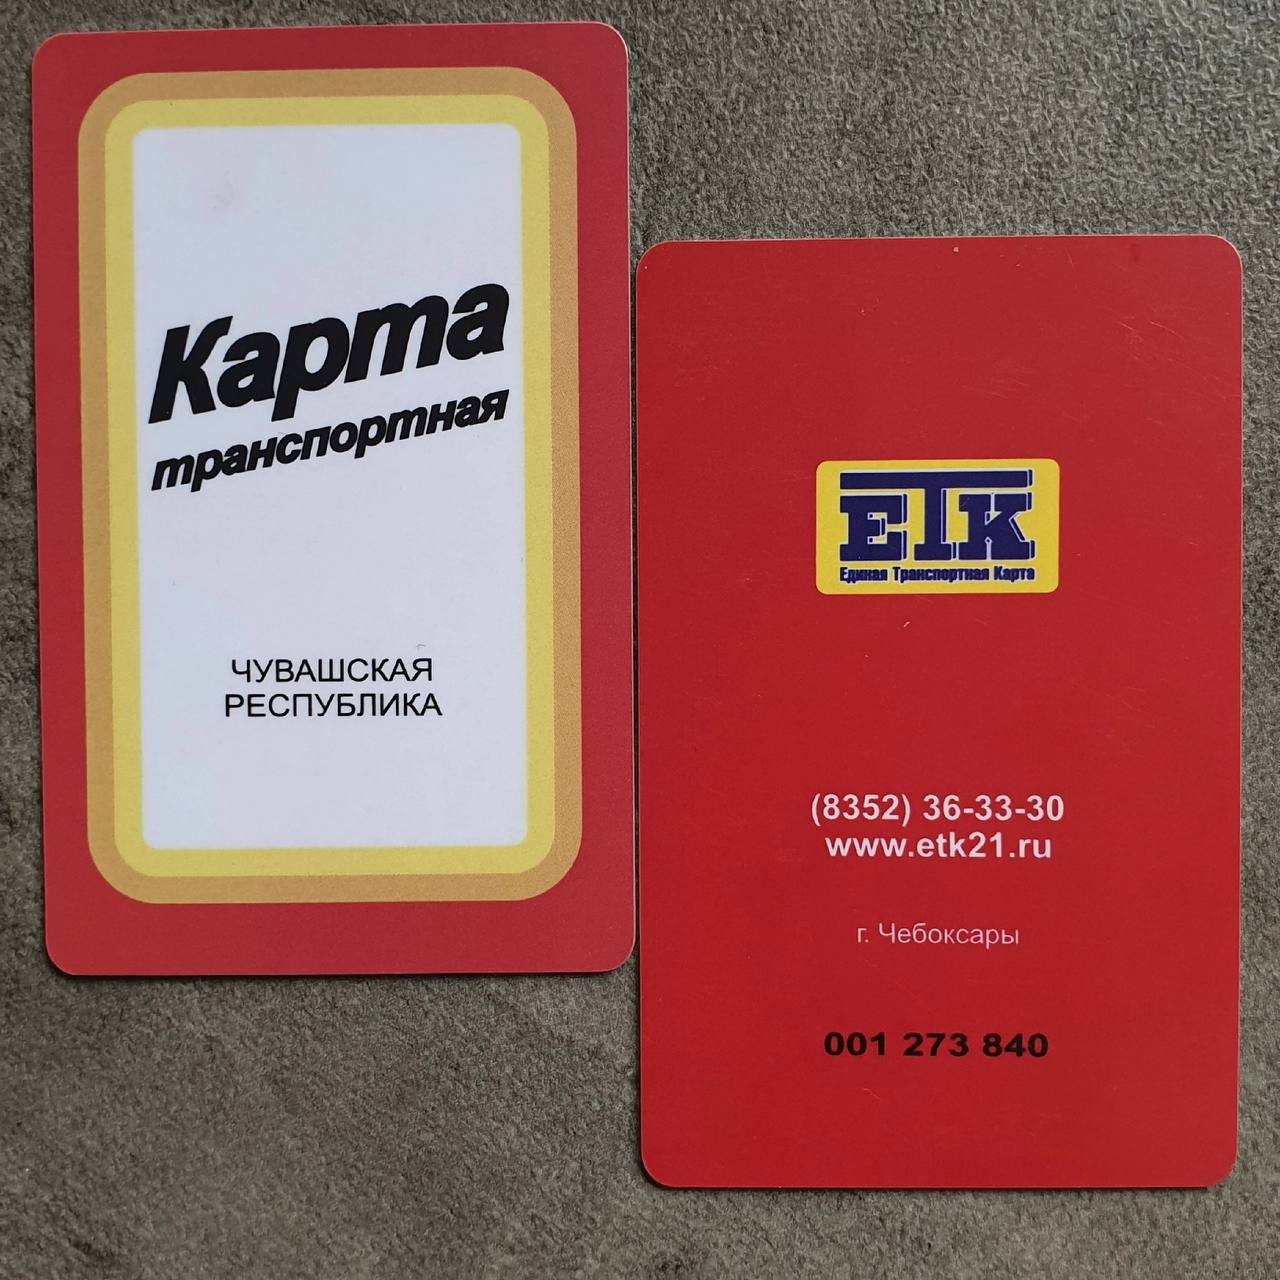 Карта
транспортная
ЧУВАШСКАЯ
РЕСПУБЛИКА
ЕТК
Единая Транспортная Карта
(8352) 36-33-30
www.etk21.ru
г. Чебоксары
001 273 840